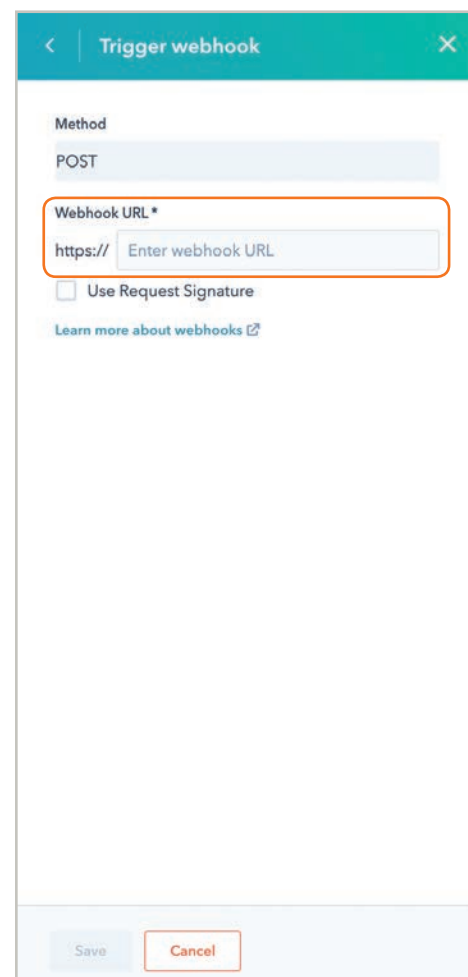 Trigger webhook
Method
POST
Webhook URL *
https:// Enter webhook URL
Use Request Signature
Learn more about webhooks
Save Cancel